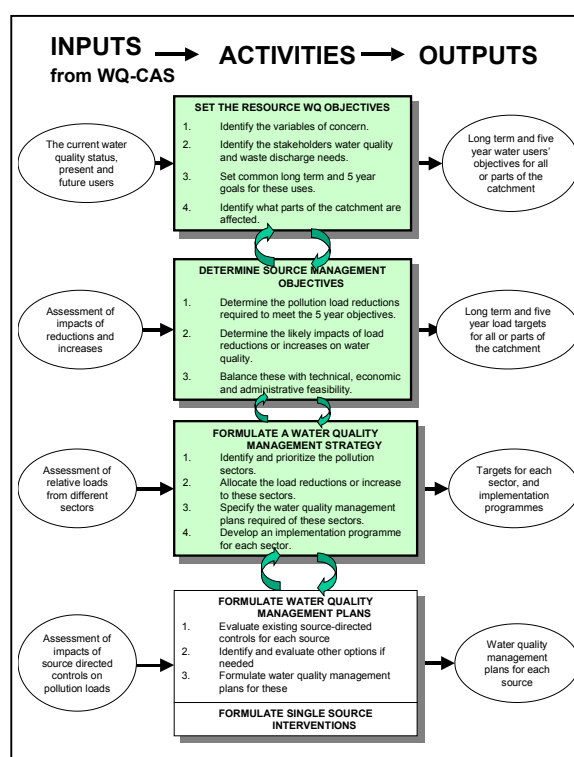 INPUTS
from WQ-CAS
ACTIVITIES
OUTPUTS
The current water
quality status,
present and
future users
SET THE RESOURCE WQ OBJECTIVES
1. Identify the variables of concern.
2. Identify the stakeholders water quality
and waste discharge needs.
3. Set common long term and 5 year
goals for these uses.
4. Identify what parts of the catchment are
affected.
Long term and five
year water users'
objectives for all
or parts of the
catchment
Assessment of
impacts of
reductions and
increases
DETERMINE SOURCE MANAGEMENT
OBJECTIVES
1. Determine the pollution load reductions
required to meet the 5 year objectives.
2. Determine the likely impacts of load
reductions or increases on water
quality.
3. Balance these with technical, economic
and administrative feasibility.
Long term and five
year load targets
for all or parts of
the catchment
Assessment of
relative loads
from different
sectors
FORMULATE A WATER QUALITY
MANAGEMENT STRATEGY
1. Identify and prioritize the pollution
sectors.
2. Allocate the load reductions or increase
to these sectors.
3. Specify the water quality management
plans required of these sectors.
4. Develop an implementation programme
for each sector.
Targets for each
sector, and
implementation
programmes
Assessment of
impacts of
source directed
controls on
pollution loads
FORMULATE WATER QUALITY
MANAGEMENT PLANS
1. Evaluate existing source-directed
controls for each source
2. Identify and evaluate other options if
needed
3. Formulate water quality management
plans for these
FORMULATE SINGLE SOURCE
INTERVENTIONS
Water quality
management
plans for each
source